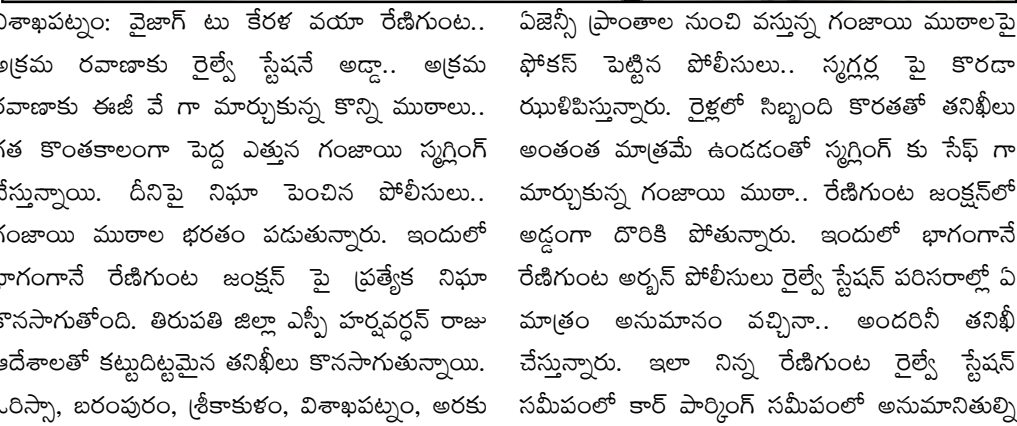 విశాఖపట్నం: వైజాగ్ టు కేరళ వయా రేణిగుంట..
అక్రమ రవాణాకు రైల్వే స్టేషనే అడ్డా.. అక్రమ
రవాణాకు ఈజీ వే గా మార్చుకున్న కొన్ని ముఠాలు..
గత కొంతకాలంగా పెద్ద ఎత్తున గంజాయి స్మగ్లింగ్
చేస్తున్నాయి. దీనిపై నిఘా పెంచిన పోలీసులు..
గంజాయి ముఠాల భరతం పడుతున్నారు. ఇందులో
భాగంగానే రేణిగుంట జంక్షన్ పై ప్రత్యేక నిఘా
కొనసాగుతోంది. తిరుపతి జిల్లా ఎస్పీ హర్షవర్ధన్ రాజు
ఆదేశాలతో కట్టుదిట్టమైన తనిఖీలు కొనసాగుతున్నాయి.
ఒరిస్సా, బరంపురం, శ్రీకాకుళం, విశాఖపట్నం, అరకు
ఏజెన్సీ ప్రాంతాల నుంచి వస్తున్న గంజాయి ముఠాలపై
ఫోకస్ పెట్టిన పోలీసులు.. స్మగ్లర్ల పై కొరడా
ఝుళిపిస్తున్నారు. రైళ్లలో సిబ్బంది కొరతతో తనిఖీలు
అంతంత మాత్రమే ఉండడంతో స్మగ్లింగ్ కు సేఫ్ గా
మార్చుకున్న గంజాయి ముఠా.. రేణిగుంట జంక్షన్‌లో
అడ్డంగా దొరికి పోతున్నారు. ఇందులో భాగంగానే
రేణిగుంట అర్బన్ పోలీసులు రైల్వే స్టేషన్ పరిసరాల్లో ఏ
మాత్రం అనుమానం వచ్చినా.. అందరినీ తనిఖీ
చేస్తున్నారు. ఇలా నిన్న రేణిగుంట రైల్వే స్టేషన్
సమీపంలో కార్ పార్కింగ్ సమీపంలో అనుమానితుల్ని